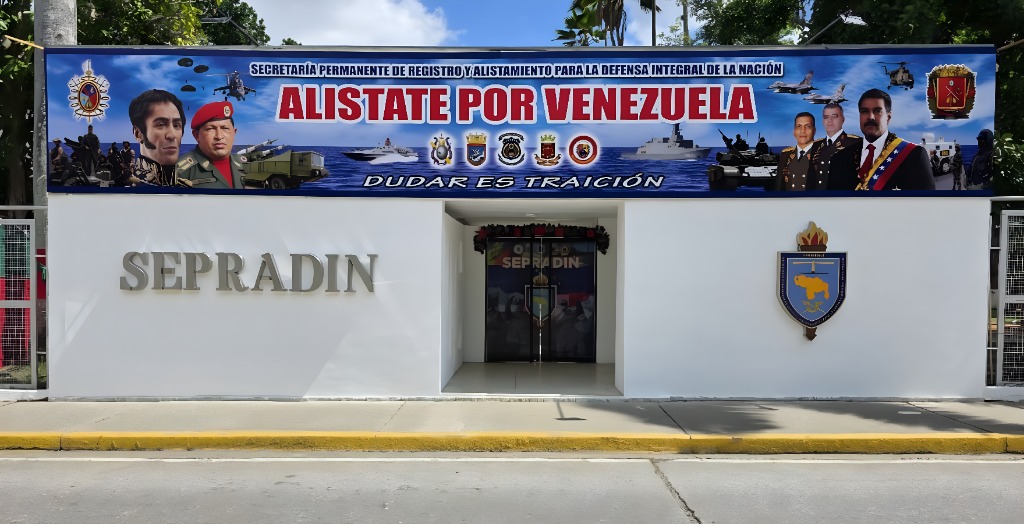 SECRETARÍA PERMANENTE DE REGISTRO Y ALISTAMIENTO PARA LA DEFENSA INTEGRAL DE LA NACIÓN
ALISTATE POR VENEZUELA
DUDAR ES TRAICIÓN
SEPRADIN
SEPRADIN